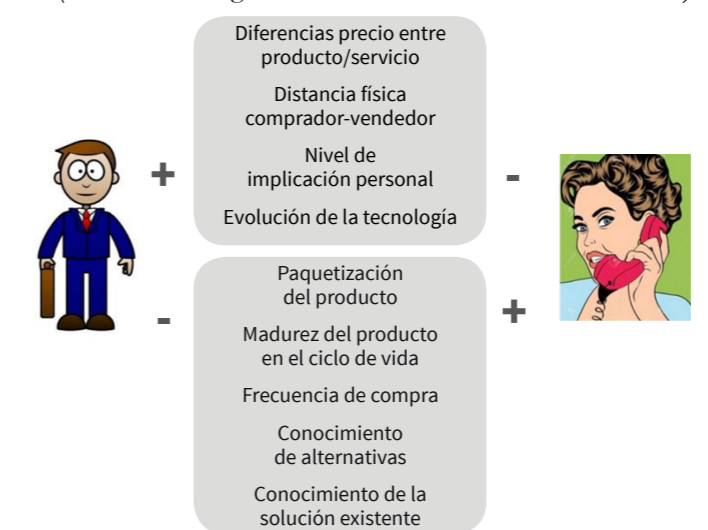 Diferencias precio entre
producto/servicio
Distancia física
comprador-vendedor
Nivel de
implicación personal
Evolución de la tecnología
+
-
Paquetización
del producto
Madurez del producto
en el ciclo de vida
Frecuencia de compra
Conocimiento
de alternativas
Conocimiento de la
solución existente
-
+